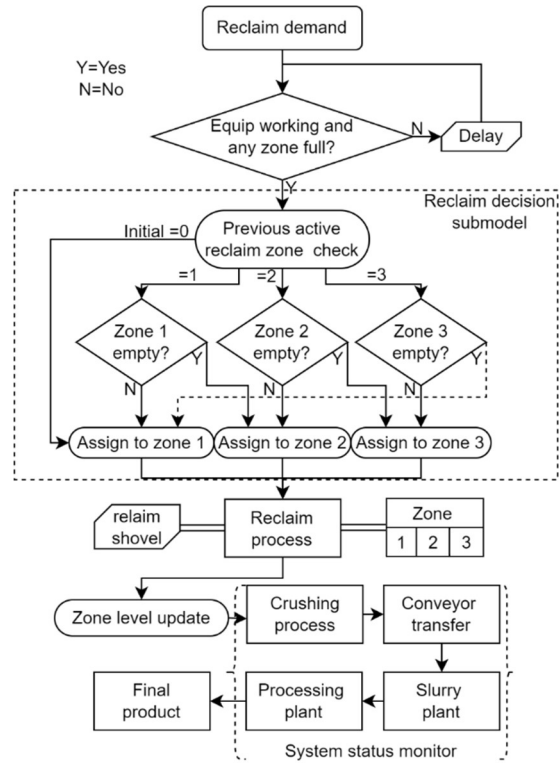 Reclaim demand
Y=Yes
N=No
Equip working and
any zone full?
N
Delay
Y
Reclaim decision
submodel
Initial =0
Previous active
reclaim zone check
=1
=2
=3
Zone 1
empty?
Y
Zone 2
empty?
Y
Zone 3
empty?
Y
N
N
N
Assign to zone 1
Assign to zone 2
Assign to zone 3
relaim
shovel
Reclaim
process
Zone
1 2 3
Zone level update
Crushing
process
Conveyor
transfer
Final
product
Processing
plant
Slurry
plant
System status monitor